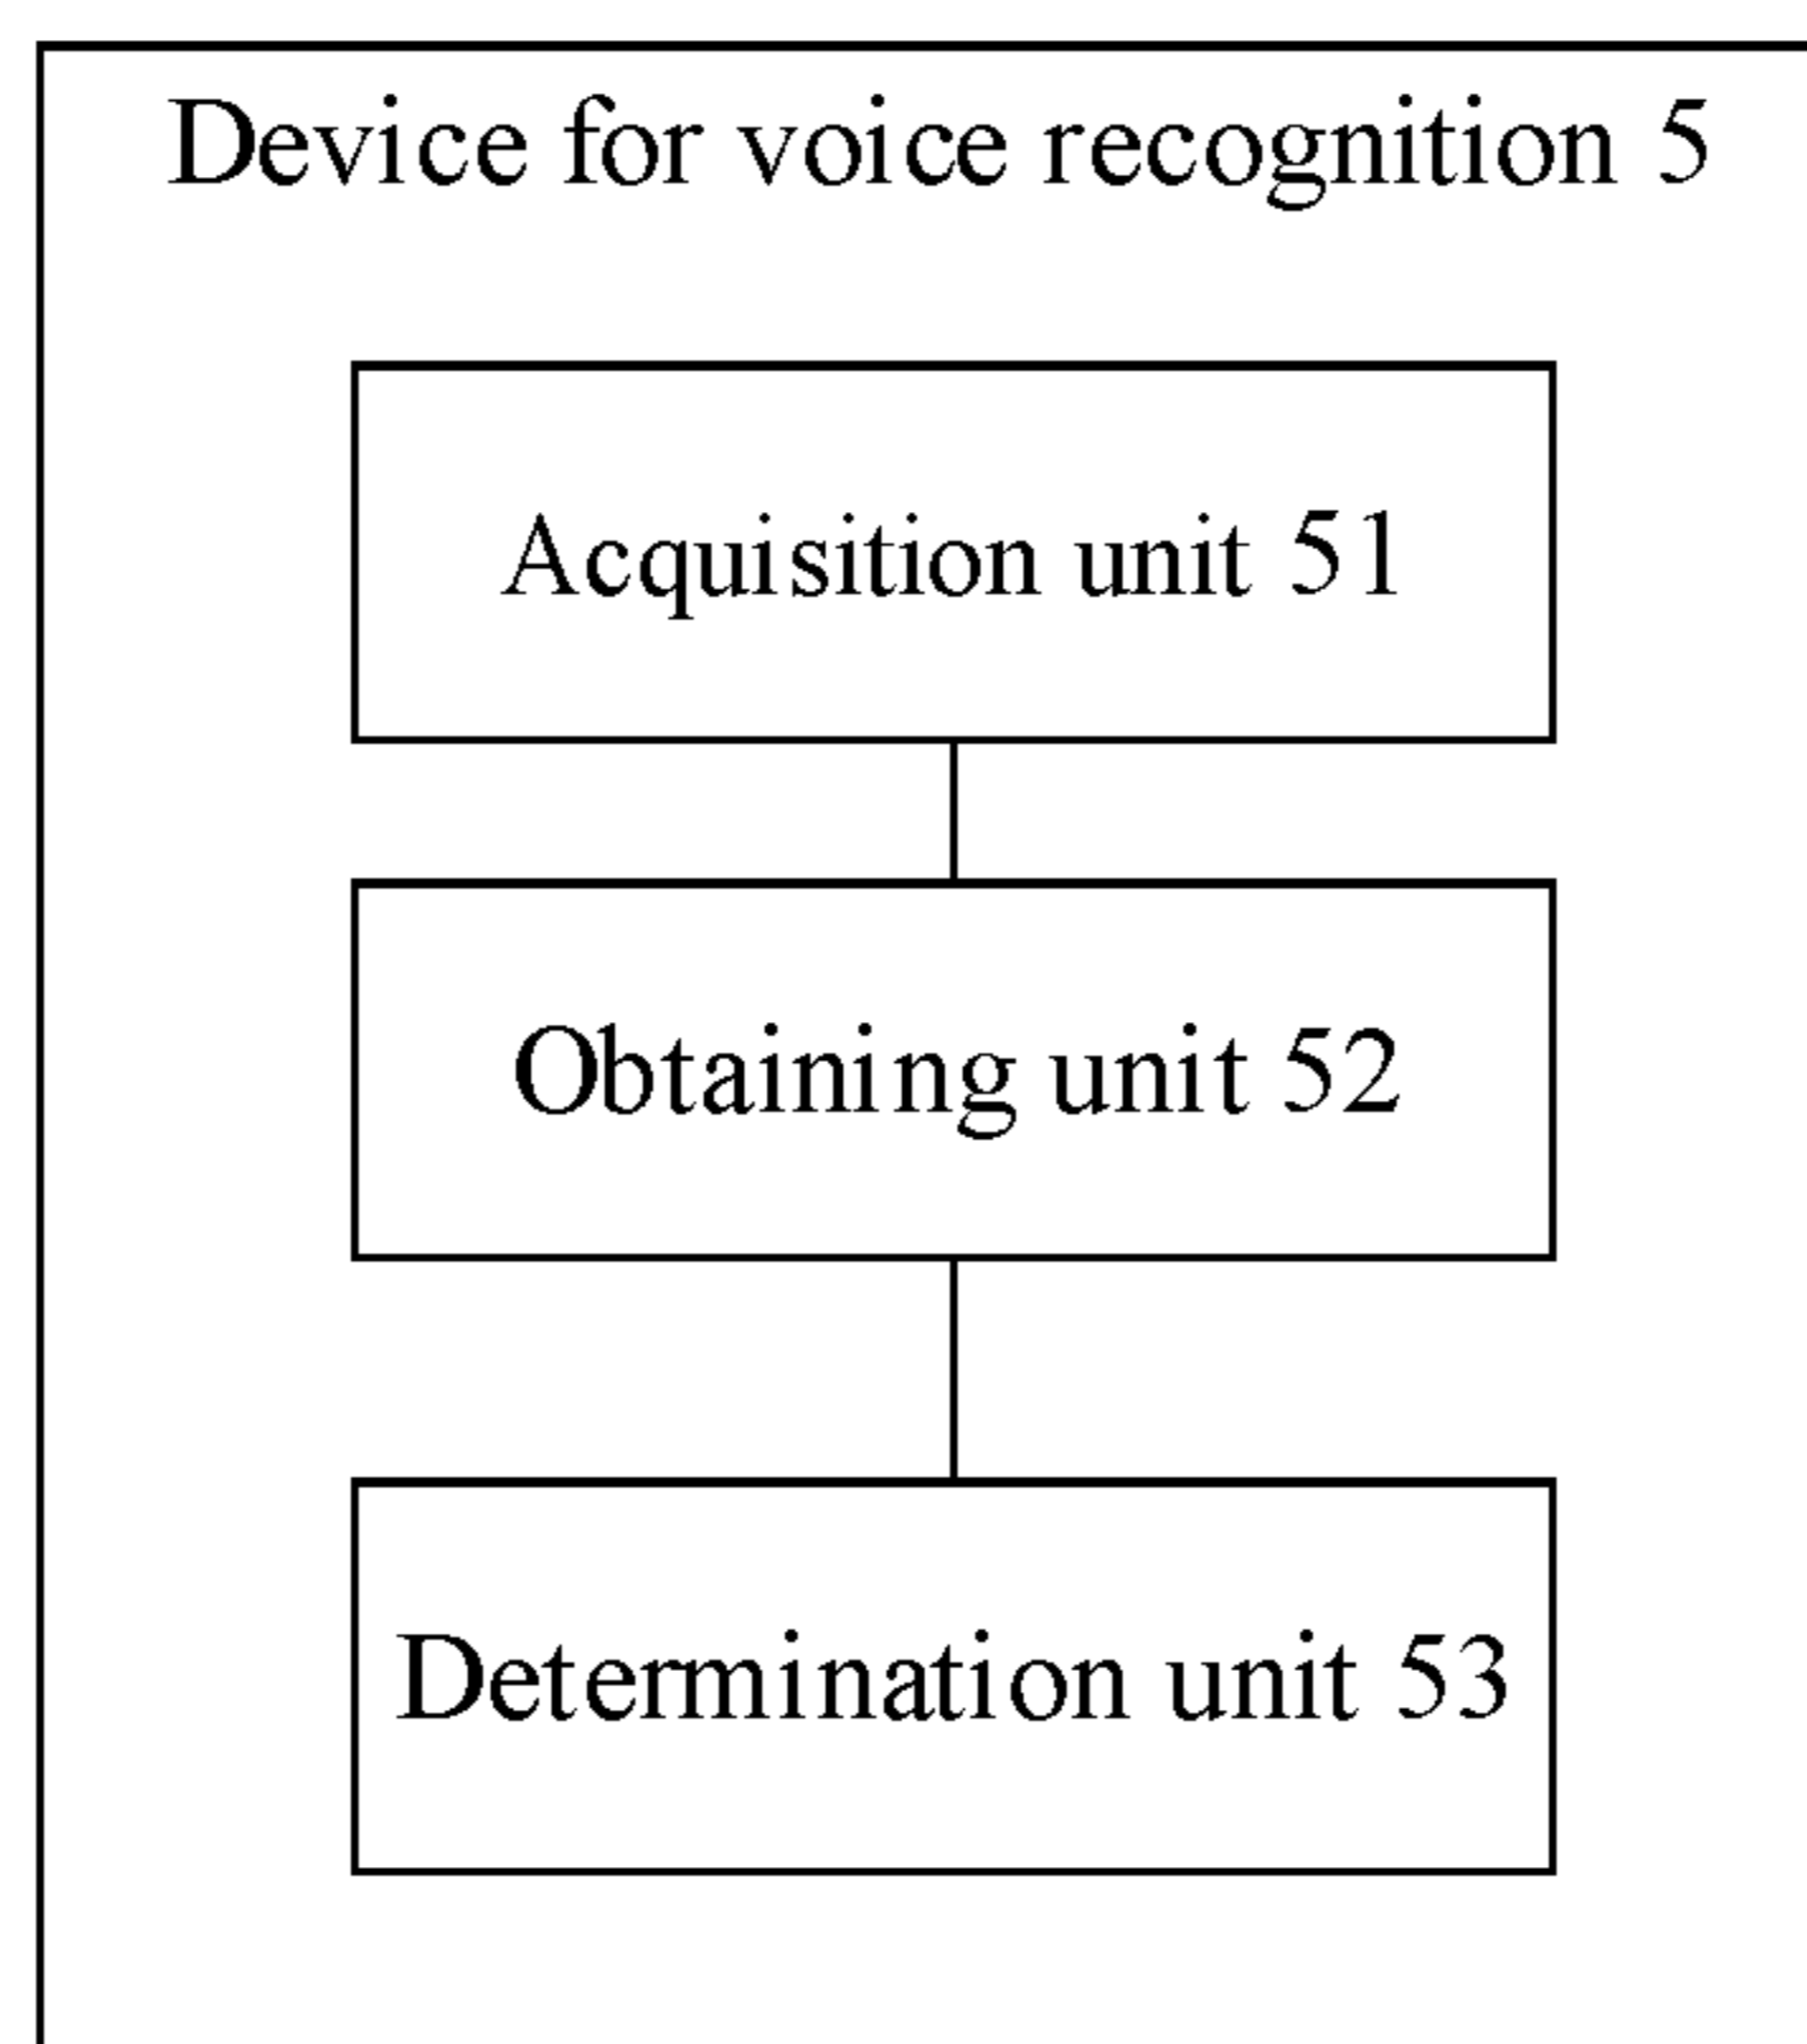 Device for voice recognition 5
Acquisition unit 51
Obtaining unit 52
Determination unit 53